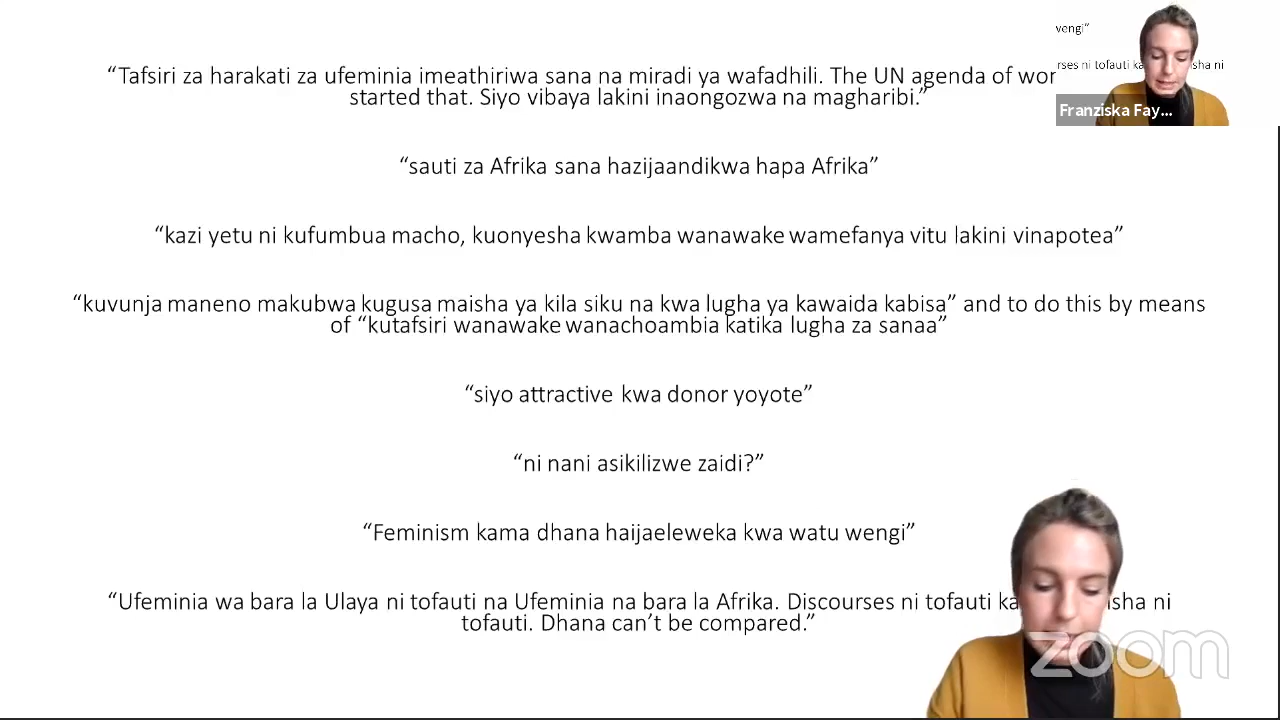 “Tafsiri za harakati za ufeminia imeathiriwa sana na miradi ya wafadhili. The UN agenda of
started that. Siyo vibaya lakini inaongozwa na magharibi.”
“sauti za Afrika sana hazijaandikwa hapa Afrika”
“kazi yetu ni kufumbua macho, kuonyesha kwamba wanawake wamefanya vitu lakini vinapotea”
“kuvunja maneno makubwa kugusa maisha ya kila siku na kwa lugha ya kawaida kabisa” and to do this by means
of “kutafsiri wanawake wanachoambia katika lugha za sanaa”
“siyo attractive kwa donor yoyote”
“ni nani asikilizwe zaidi?”
“Feminism kama dhana haijaeleweka kwa watu wengi”
“Ufeminia wa bara la Ulaya ni tofauti na Ufeminia na bara la Afrika. Discourses ni tofauti ni
tofauti. Dhana can’t be compared.”
ni tofauti ni
Franziska Fay...
zoom